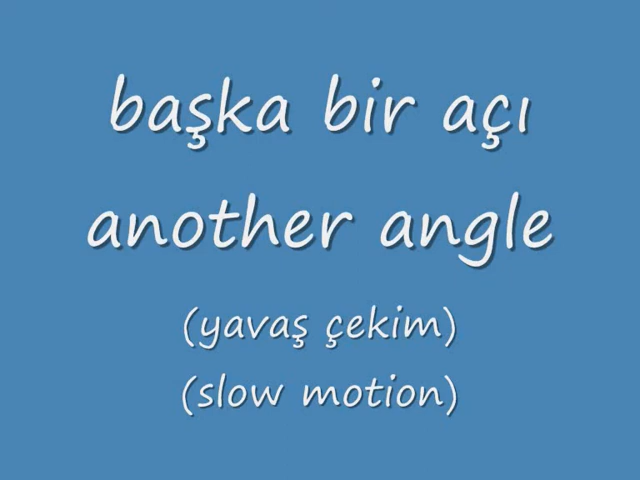 başka bir açı
another angle
(yavaş çekim)
(slow motion)